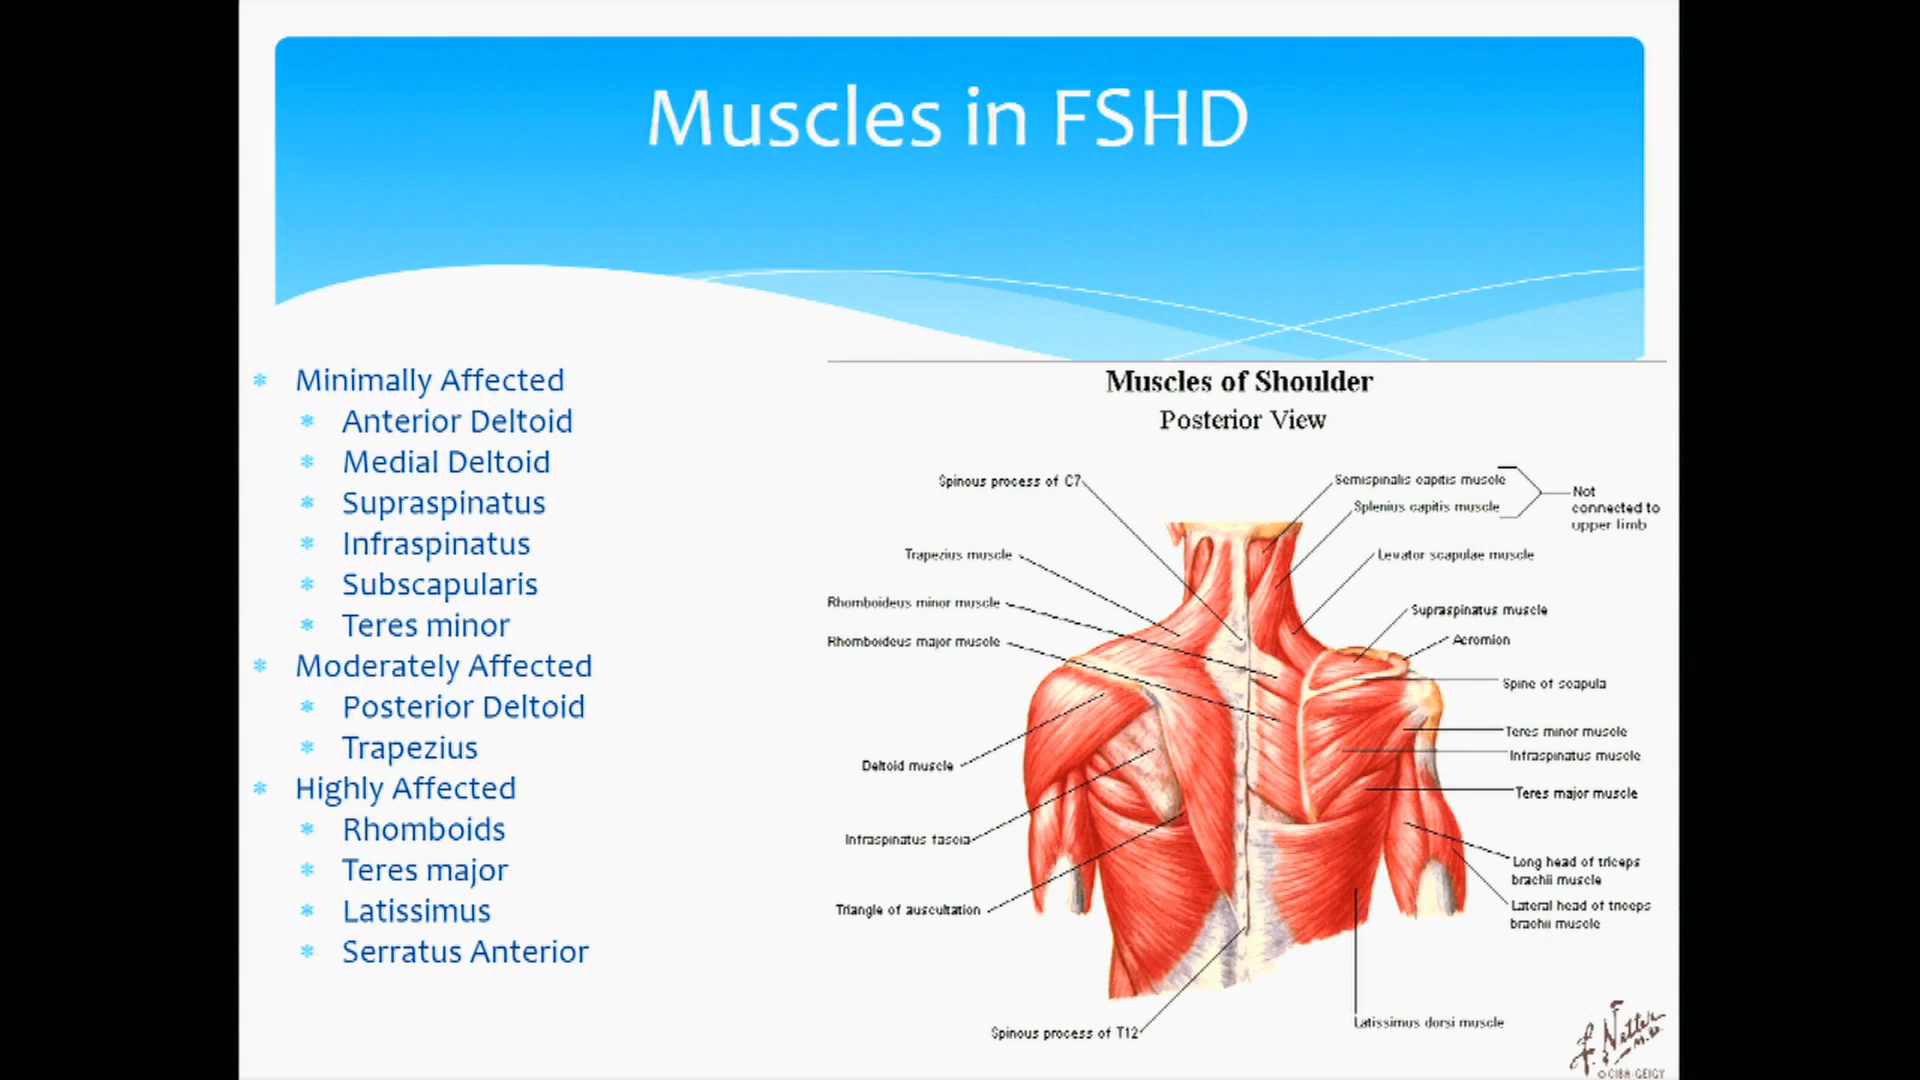 Muscles in FSHD
Minimally Affected
Anterior Deltoid
Medial Deltoid
Supraspinatus
Infraspinatus
Subscapularis
Teres minor
Moderately Affected
Posterior Deltoid
Trapezius
Highly Affected
Rhomboids
Teres major
Latissimus
Serratus Anterior
Muscles of Shoulder
Posterior View
Spinous process of C7
Trapezius muscle
Rhomboideus minor muscle
Rhomboideus major muscle
Deltoid muscle
Infraspinatus fascia
Triangle of auscultation
Spinous process of T12
Semispinalis capitis muscle
Splenius capitis muscle
Not
connected to
upper limb
Levator scapulae muscle
Supraspinatus muscle
Acromion
Spine of scapula
Teres minor muscle
Infraspinatus muscle
Teres major muscle
Long head of triceps
brachii muscle
Lateral head of triceps
brachii muscle
Latissimus dorsi muscle
F. Netter
M.D.
© CIBA-GEIGY